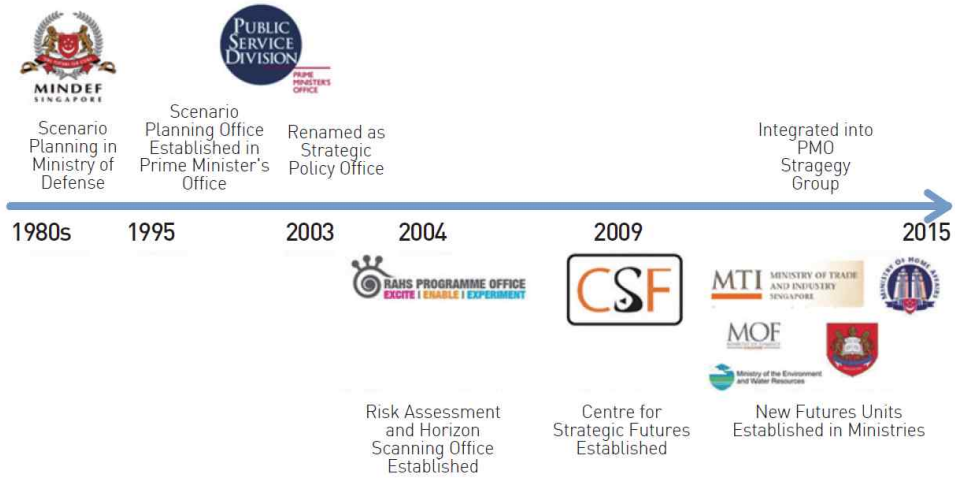 MINDEF
SINGAPORE
PUBLIC
SERVICE
DIVISION
PRIME
MINISTER'S
OFFICE
Scenario
Planning in
Ministry of
Defense
Scenario
Planning Office
Established in
Prime Minister's
Office
Renamed as
Strategic
Policy Office
Integrated into
PMO
Stragegy
Group
1980s
1995
2003
2004
2009
2015
RAHS PROGRAMME OFFICE
EXCITE I ENABLE I EXPERIMENT
CSF
MTI
MINISTRY OF TRADE
AND INDUSTRY
SINGAPORE
MINISTRY OF HOME AFFAIRS
MOF
Ministry of the Environment
and Water Resources
Risk Assessment
and Horizon
Scanning Office
Established
Centre for
Strategic Futures
Established
New Futures Units
Established in Ministries